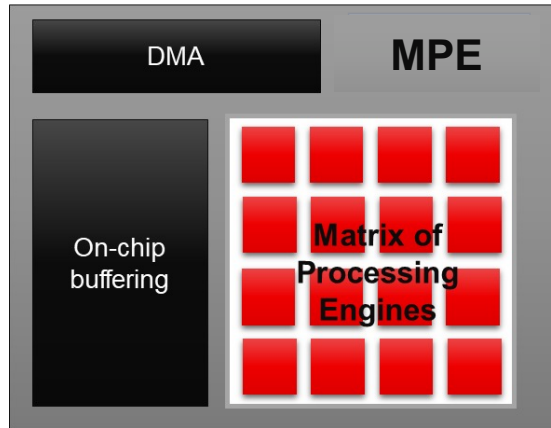 DMA
MPE
On-chip
buffering
Matrix of
Processing
Engines